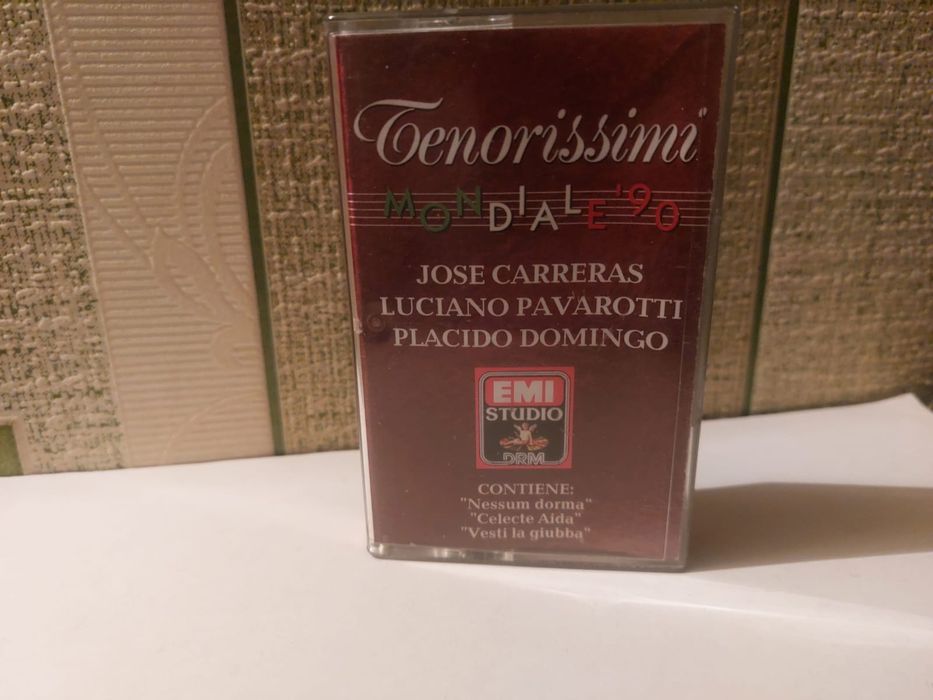 Tenorissimi
MONDIALE '90
JOSE CARRERAS
LUCIANO PAVAROTTI
PLACIDO DOMINGO
EMI
STUDIO
DRM
CONTIENE:
"Nessum dorma"
"Celecte Aida"
"Vesti la giubba"